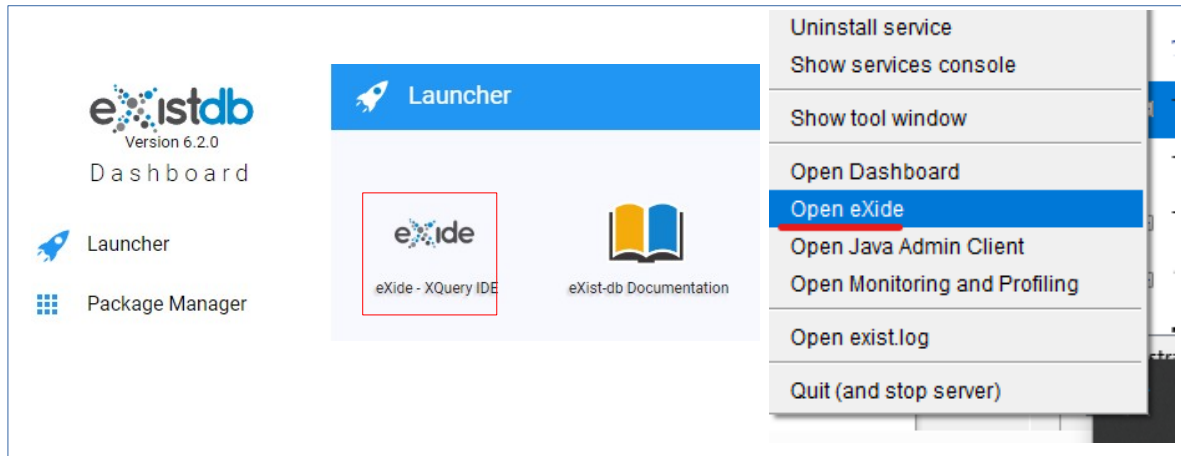 eXistdb
Version 6.2.0
Dashboard
Launcher
Package Manager
Launcher
eXide
eXide - XQuery IDE
eXist-db Documentation
Uninstall service
Show services console
Show tool window
Open Dashboard
Open eXide
Open Java Admin Client
Open Monitoring and Profiling
Open exist.log
Quit (and stop server)